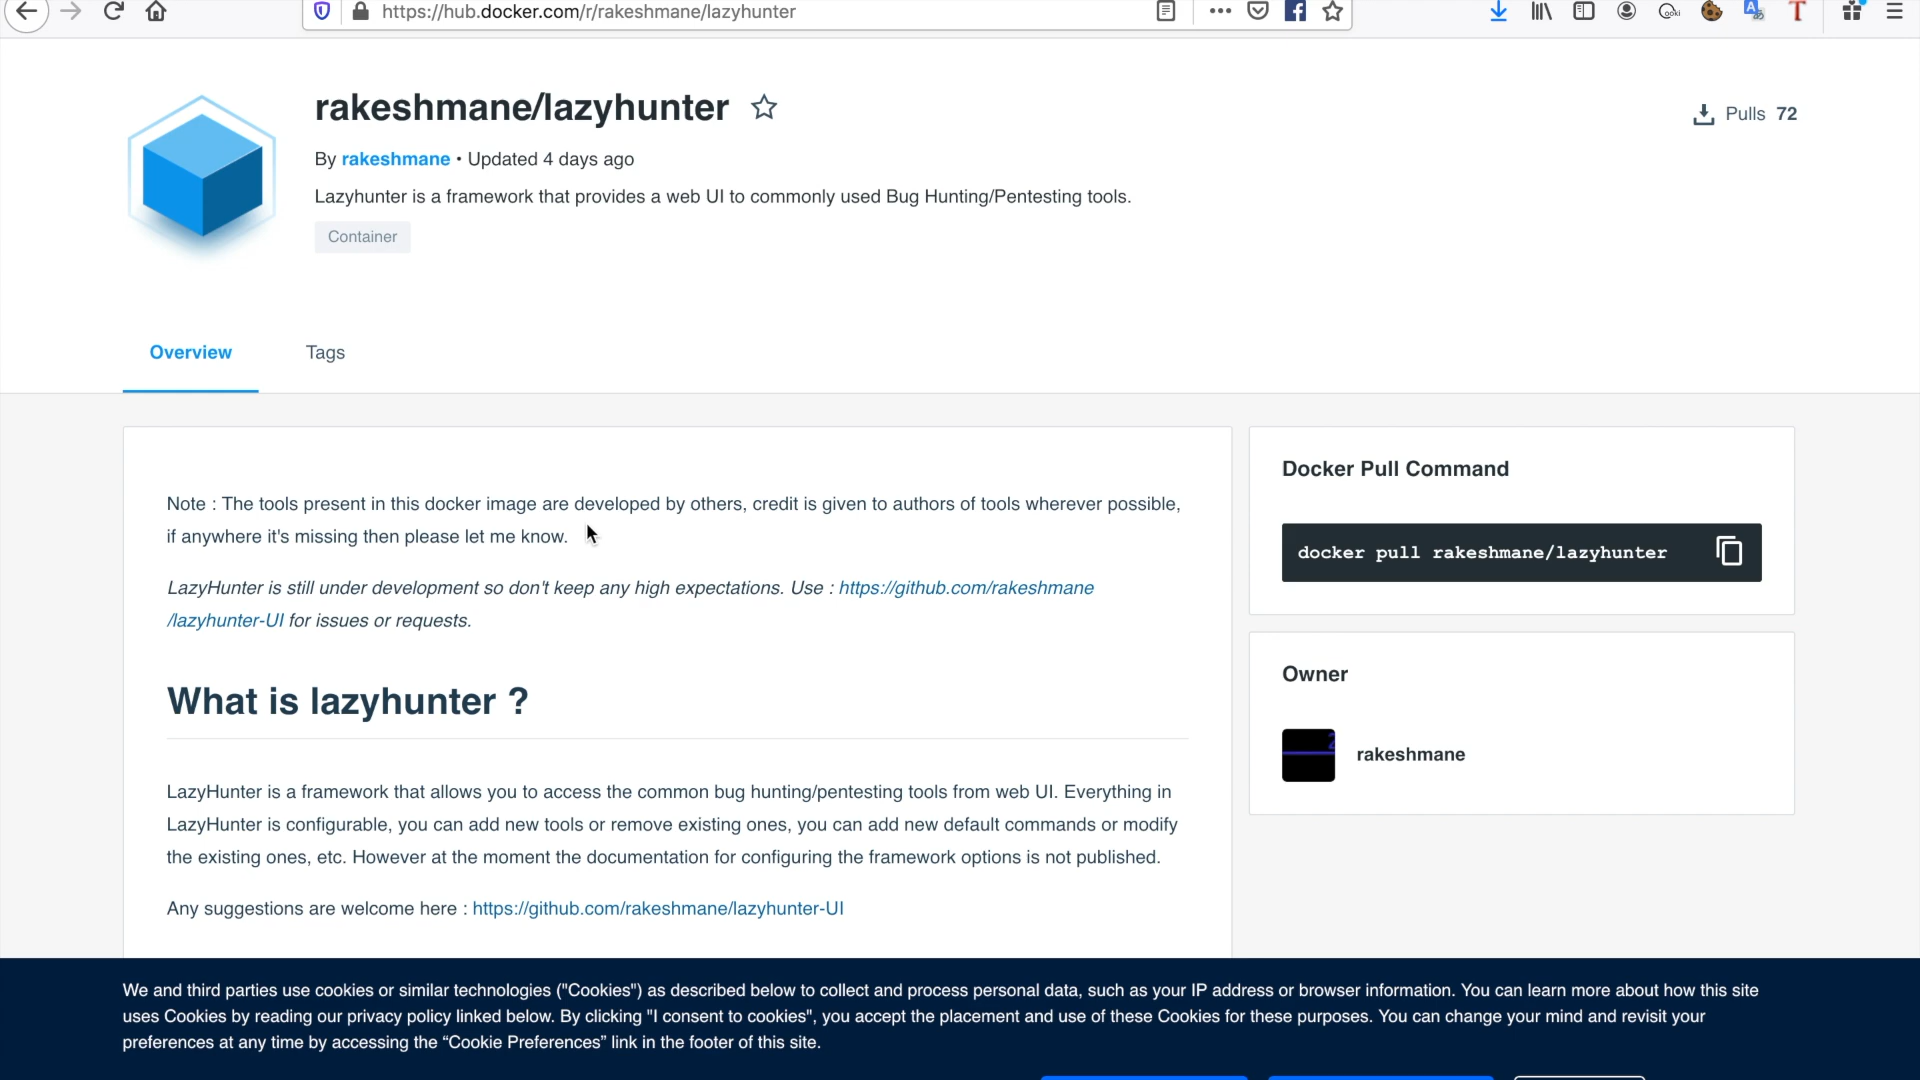 https://hub.docker.com/r/rakeshmane/lazyhunter
rakeshmane/lazyhunter
Pulls 72
By rakeshmane • Updated 4 days ago
Lazyhunter is a framework that provides a web UI to commonly used Bug Hunting/Pentesting tools.
Container
Overview
Tags
Note : The tools present in this docker image are developed by others, credit is given to authors of tools wherever possible,
if anywhere it's missing then please let me know.
LazyHunter is still under development so don't keep any high expectations. Use : https://github.com/rakeshmane
/lazyhunter-UI for issues or requests.
What is lazyhunter ?
LazyHunter is a framework that allows you to access the common bug hunting/pentesting tools from web UI. Everything in
LazyHunter is configurable, you can add new tools or remove existing ones, you can add new default commands or modify
the existing ones, etc. However at the moment the documentation for configuring the framework options is not published.
Any suggestions are welcome here : https://github.com/rakeshmane/lazyhunter-UI
Docker Pull Command
docker pull rakeshmane/lazyhunter
Owner
rakeshmane
We and third parties use cookies or similar technologies ("Cookies") as described below to collect and process personal data, such as your IP address or browser information. You can learn more about how this site
uses Cookies by reading our privacy policy linked below. By clicking "I consent to cookies", you accept the placement and use of these Cookies for these purposes. You can change your mind and revisit your
preferences at any time by accessing the “Cookie Preferences” link in the footer of this site.